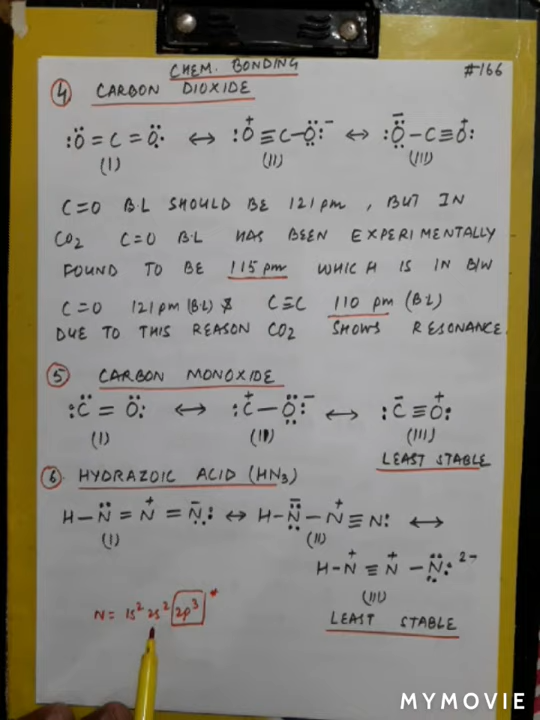 CHEM. BONDING #166
④ CARBON DIOXIDE
:Ö=C=Ö: ↔ :O⁺≡C-Ö:⁻ ↔ :Ö⁻-C≡O⁺:
(I) (II) (III)
C=O B.L SHOULD BE 121 pm, BUT IN
CO₂ C=O B.L HAS BEEN EXPERIMENTALLY
FOUND TO BE 115 pm WHICH IS IN B/W
C=O 121 pm (B.L) & C≡C 110 pm (B.L)
DUE TO THIS REASON CO₂ SHOWS RESONANCE.
⑤ CARBON MONOXIDE
:C̈=Ö: ↔ :C⁺-Ö:⁻ ↔ :C⁻≡O⁺:
(I) (II) (III)
LEAST STABLE
⑥ HYDRAZOIC ACID (HN₃)
H-N̈=N⁺=N̈:⁻ ↔ H-N̈⁻-N⁺≡N: ↔
(I) (II)
H-N⁺≡N⁺-N̈:²⁻
(III)
N= 1s² 2s² 2p³ *
LEAST STABLE
MYMOVIE